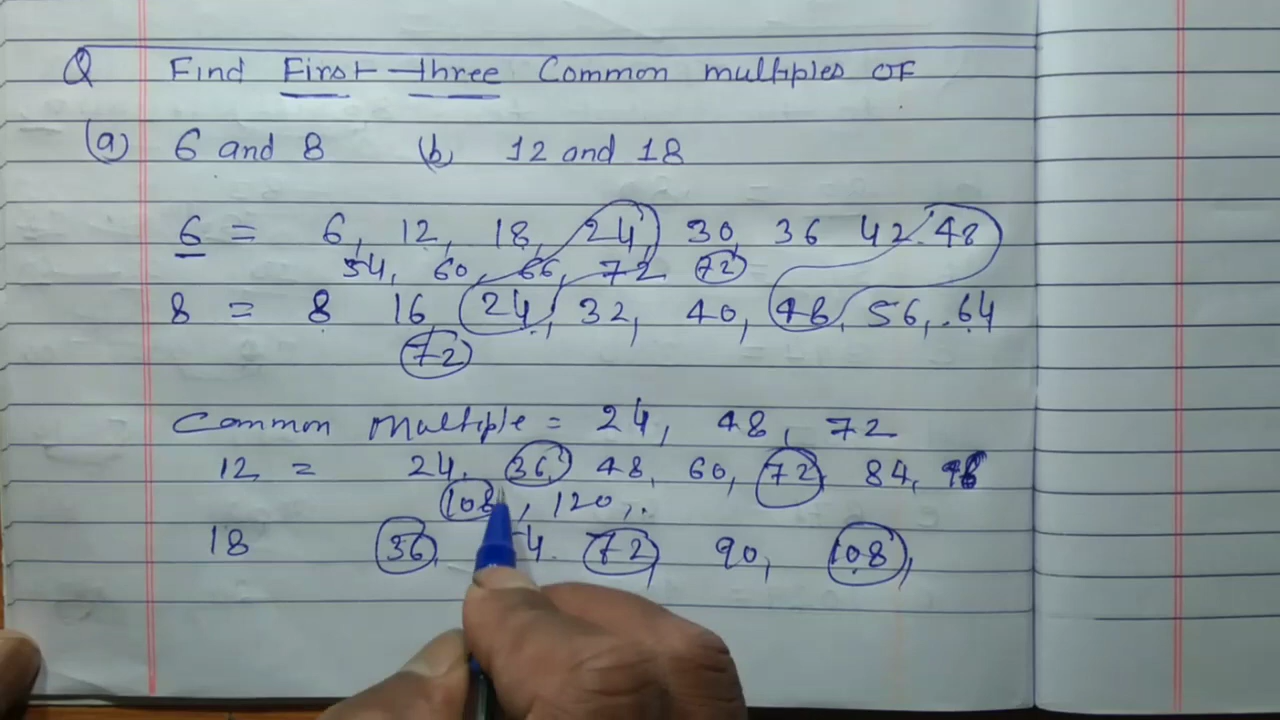 Q Find First three Common multiples OF
(a) 6 and 8 (b) 12 and 18
6 = 6, 12, 18, 24, 30, 36 42, 48
54, 60, 66, 72 72
8 = 8 16, 24, 32, 40, 48, 56, 64
72
Common Multiple = 24, 48, 72
12 = 24, 36, 48, 60, 72, 84, 96
108, 120,
18 36, 4. 72, 90, 108,